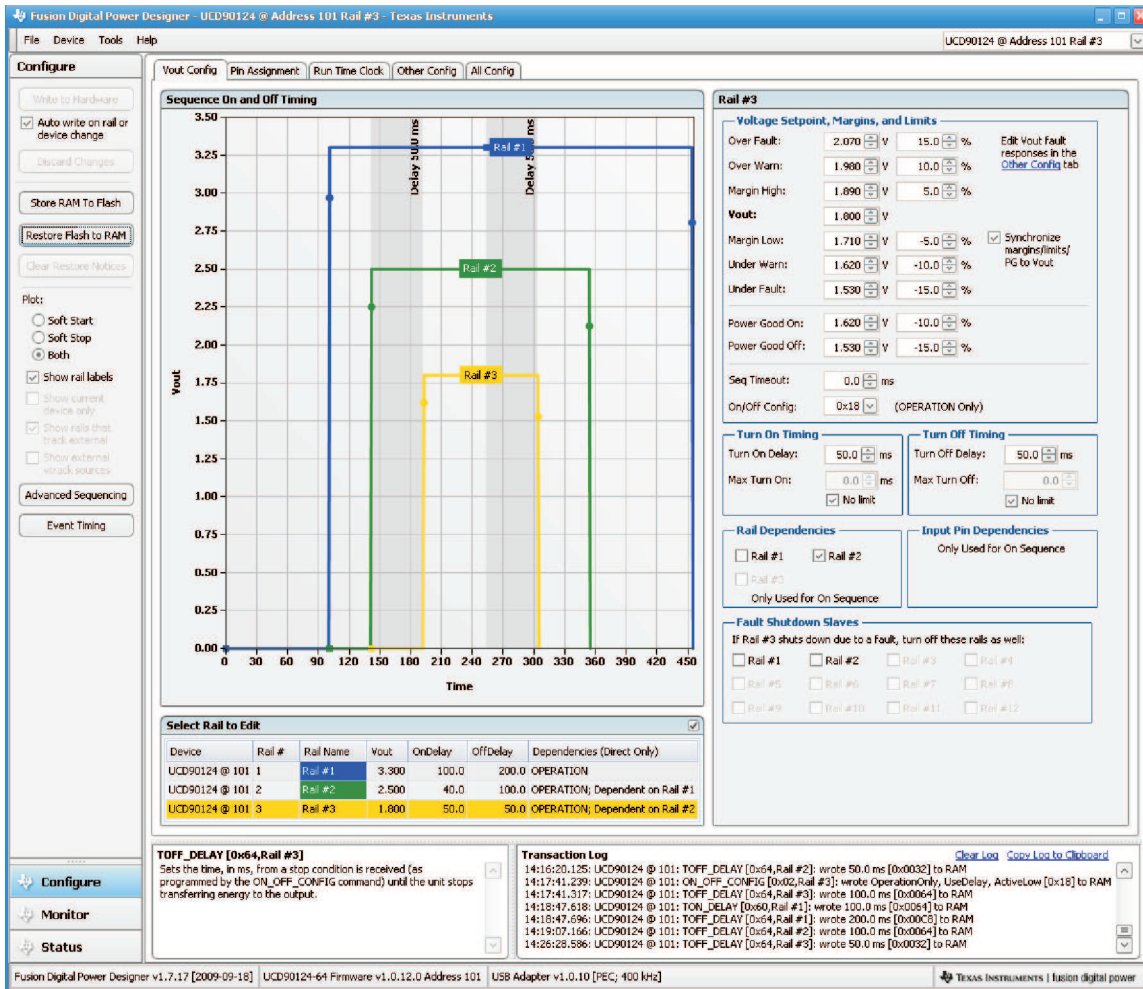 Fusion Digital Power Designer - UCD90124 @ Address 101 Rail #3 - Texas Instruments
File Device Tools Help
UCD90124 @ Address 101 Rail #3
Configure
Write to Hardware
Auto write on rail or
device change
Discard Changes
Store RAM To Flash
Restore Flash to RAM
Clear Restore Notices
Plot:
Soft Start
Soft Stop
Both
Show rail labels
Show current
device only
Show rails that
track external
Show external
vtrack sources
Advanced Sequencing
Event Timing
Vout Config Pin Assignment Run Time Clock Other Config All Config
Sequence On and Off Timing
3.50
3.25
3.00
2.75
2.50
2.25
2.00
1.75
1.50
1.25
1.00
0.75
0.50
0.25
0.00
Vout
Delay 50.0 ms
Delay 50.0 ms
Rail #1
Rail #2
Rail #3
0 30 60 90 120 150 180 210 240 270 300 330 360 390 420 450
Time
Select Rail to Edit
Device Rail # Rail Name Vout OnDelay OffDelay Dependencies (Direct Only)
UCD90124 @ 101 1 Rail #1 3.300 100.0 200.0 OPERATION
UCD90124 @ 101 2 Rail #2 2.500 40.0 100.0 OPERATION; Dependent on Rail #1
UCD90124 @ 101 3 Rail #3 1.800 50.0 50.0 OPERATION; Dependent on Rail #2
Rail #3
Voltage Setpoint, Margins, and Limits
Over Fault: 2.070 V 15.0 %
Over Warn: 1.980 V 10.0 %
Margin High: 1.890 V 5.0 %
Vout: 1.800 V
Margin Low: 1.710 V -5.0 %
Under Warn: 1.620 V -10.0 %
Under Fault: 1.530 V -15.0 %
Edit Vout fault
responses in the
Other Config tab
Synchronize
margins/limits/
PG to Vout
Power Good On: 1.620 V -10.0 %
Power Good Off: 1.530 V -15.0 %
Seq Timeout: 0.0 ms
On/Off Config: 0x18 (OPERATION Only)
Turn On Timing
Turn On Delay: 50.0 ms
Max Turn On: 0.0 ms
No limit
Turn Off Timing
Turn Off Delay: 50.0 ms
Max Turn Off: 0.0
No limit
Rail Dependencies
Rail #1 Rail #2
Rail #3
Only Used for On Sequence
Input Pin Dependencies
Only Used for On Sequence
Fault Shutdown Slaves
If Rail #3 shuts down due to a fault, turn off these rails as well:
Rail #1 Rail #2 Rail #3 Rail #4
Rail #5 Rail #6 Rail #7 Rail #8
Rail #9 Rail #10 Rail #11 Rail #12
Configure
Monitor
Status
TOFF_DELAY [0x64,Rail #3]
Sets the time, in ms, from a stop condition is received (as
programmed by the ON_OFF_CONFIG command) until the unit stops
transferring energy to the output.
Transaction Log
Clear Log Copy Log to Clipboard
14:16:20.125: UCD90124 @ 101: TOFF_DELAY [0x64,Rail #2]: wrote 50.0 ms [0x0032] to RAM
14:17:41.239: UCD90124 @ 101: ON_OFF_CONFIG [0x02,Rail #3]: wrote OperationOnly, UseDelay, ActiveLow [0x18] to RAM
14:17:41.317: UCD90124 @ 101: TOFF_DELAY [0x64,Rail #3]: wrote 100.0 ms [0x0064] to RAM
14:18:47.618: UCD90124 @ 101: TON_DELAY [0x60,Rail #1]: wrote 100.0 ms [0x0064] to RAM
14:18:47.696: UCD90124 @ 101: TOFF_DELAY [0x64,Rail #1]: wrote 200.0 ms [0x00C8] to RAM
14:19:07.166: UCD90124 @ 101: TOFF_DELAY [0x64,Rail #2]: wrote 100.0 ms [0x0064] to RAM
14:26:28.586: UCD90124 @ 101: TOFF_DELAY [0x64,Rail #3]: wrote 50.0 ms [0x0032] to RAM
Fusion Digital Power Designer v1.7.17 [2009-09-18] UCD90124-64 Firmware v1.0.12.0 Address 101 USB Adapter v1.0.10 [PEC; 400 kHz] TEXAS INSTRUMENTS | fusion digital power